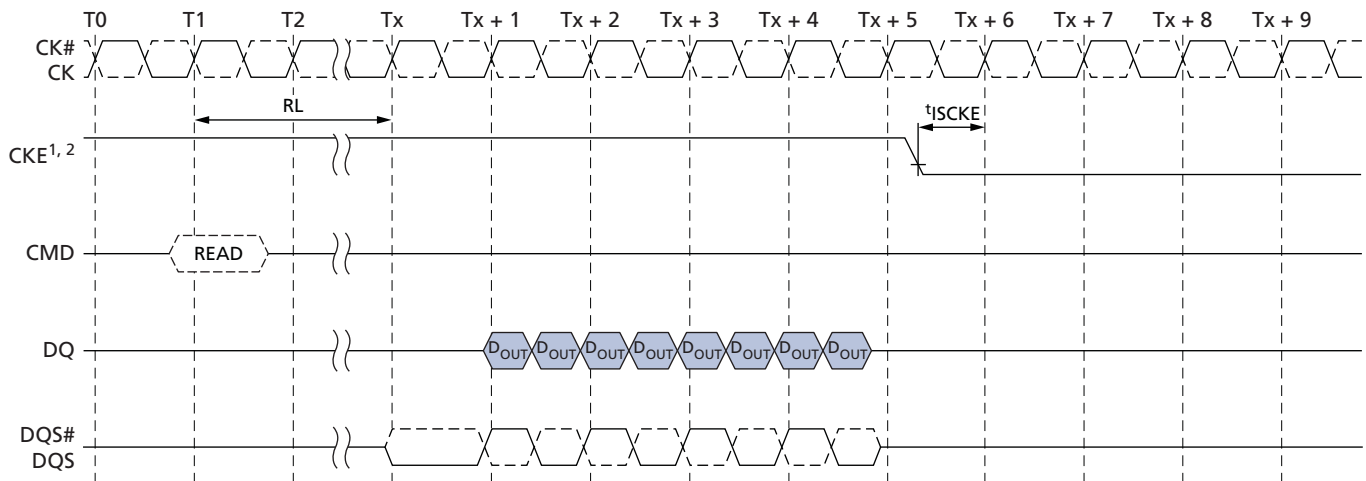 T0 T1 T2 Tx Tx + 1 Tx + 2 Tx + 3 Tx + 4 Tx + 5 Tx + 6 Tx + 7 Tx + 8 Tx + 9
CK#
CK
RL
tISCKE
CKE1, 2
CMD READ
DQ DOUT DOUT DOUT DOUT DOUT DOUT DOUT DOUT
DQS#
DQS